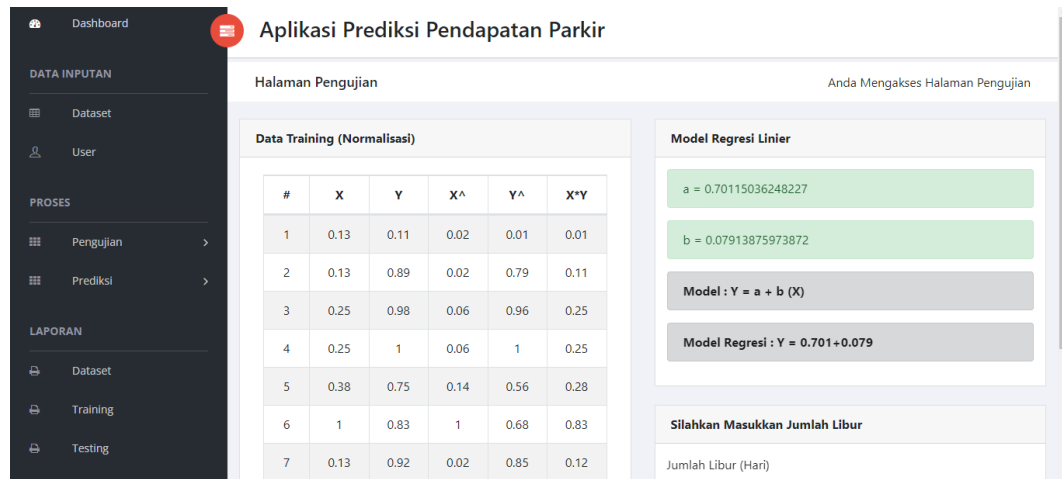 Dashboard
DATA INPUTAN
Dataset
User
PROSES
Pengujian
Prediksi
LAPORAN
Dataset
Training
Testing
Aplikasi Prediksi Pendapatan Parkir
Halaman Pengujian
Anda Mengakses Halaman Pengujian
Data Training (Normalisasi)
# X Y X^ Y^ X*Y
1 0.13 0.11 0.02 0.01 0.01
2 0.13 0.89 0.02 0.79 0.11
3 0.25 0.98 0.06 0.96 0.25
4 0.25 1 0.06 1 0.25
5 0.38 0.75 0.14 0.56 0.28
6 1 0.83 1 0.68 0.83
7 0.13 0.92 0.02 0.85 0.12
Model Regresi Linier
a = 0.70115036248227
b = 0.07913875973872
Model : Y = a + b (X)
Model Regresi : Y = 0.701+0.079
Silahkan Masukkan Jumlah Libur
Jumlah Libur (Hari)